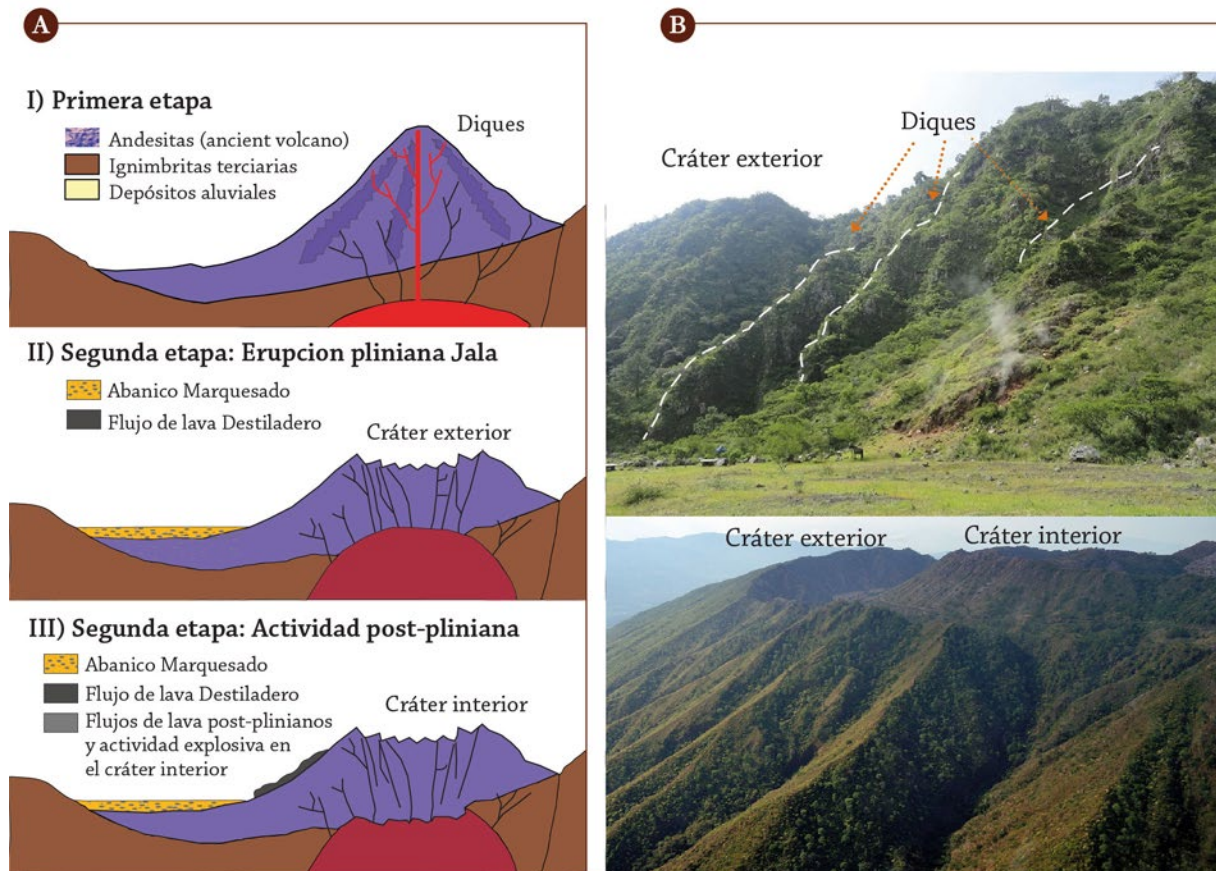 A
I) Primera etapa
Andesitas (ancient volcano)
Ignimbritas terciarias
Depósitos aluviales
Diques
II) Segunda etapa: Erupcion pliniana Jala
Abanico Marquesado
Flujo de lava Destiladero
Cráter exterior
III) Segunda etapa: Actividad post-pliniana
Abanico Marquesado
Flujo de lava Destiladero
Flujos de lava post-plinianos
y actividad explosiva en
el cráter interior
Cráter interior
B
Diques
Cráter exterior
Cráter exterior
Cráter interior